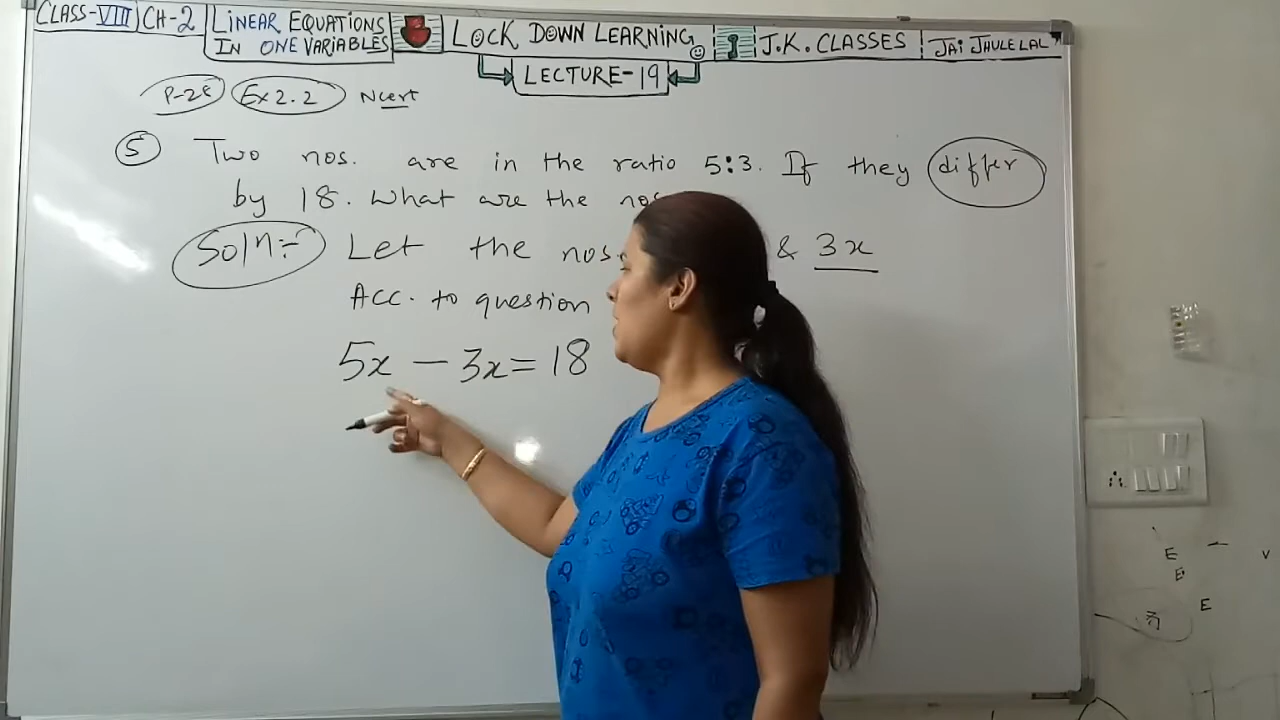 CLASS-VIII CH-2 LINEAR EQUATIONS IN ONE VARIABLES LOCK DOWN LEARNING J.K. CLASSES JAI JHULELAL
LECTURE-19
Ex 2.2 Ncert
5 Two nos. are in the ratio 5:3. If they differ
by 18. What are the nos
Soln:- Let the nos. & 3x
Acc. to question
5x - 3x = 18